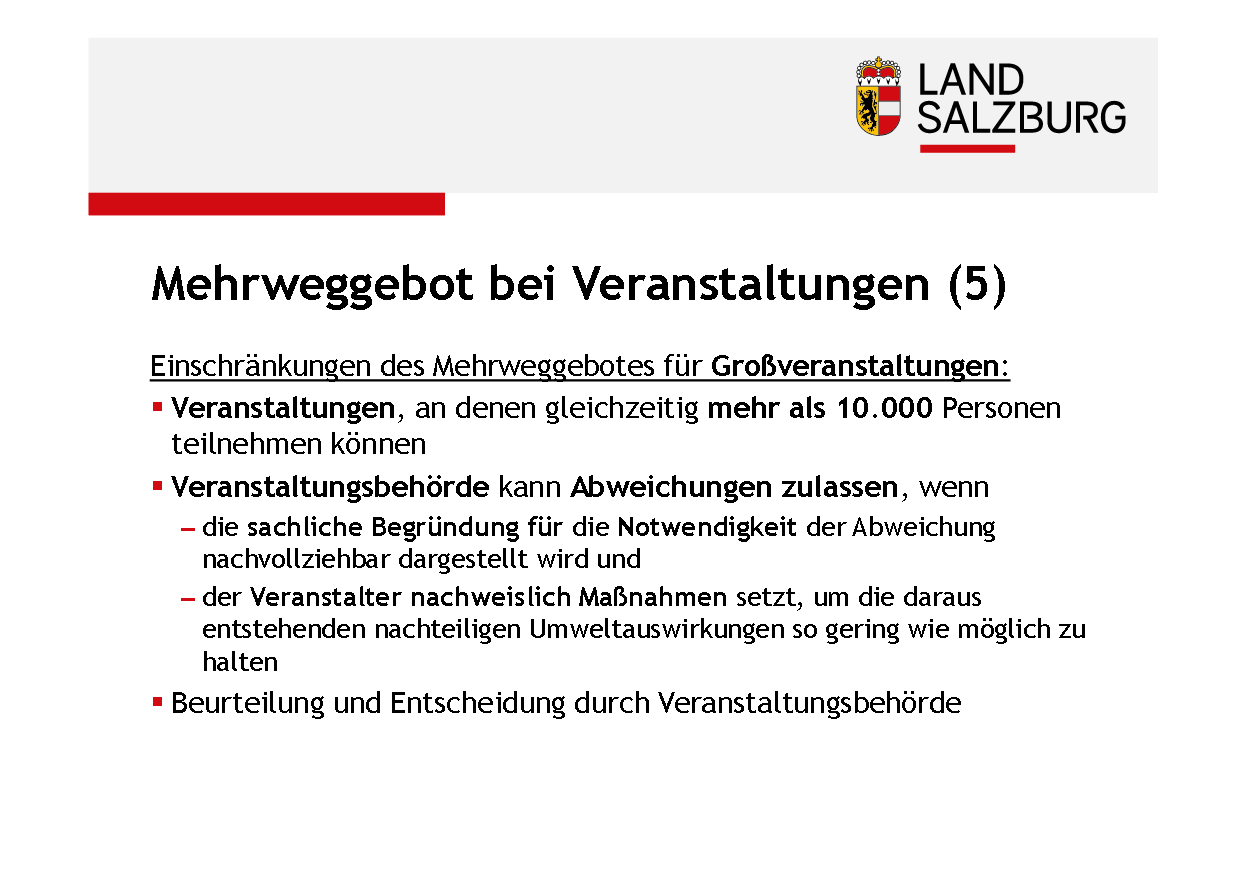 LAND
SALZBURG
Mehrweggebot bei Veranstaltungen (5)
Einschränkungen des Mehrweggebotes für Großveranstaltungen:
▪ Veranstaltungen, an denen gleichzeitig mehr als 10.000 Personen
teilnehmen können
▪ Veranstaltungsbehörde kann Abweichungen zulassen, wenn
– die sachliche Begründung für die Notwendigkeit der Abweichung
nachvollziehbar dargestellt wird und
– der Veranstalter nachweislich Maßnahmen setzt, um die daraus
entstehenden nachteiligen Umweltauswirkungen so gering wie möglich zu
halten
▪ Beurteilung und Entscheidung durch Veranstaltungsbehörde